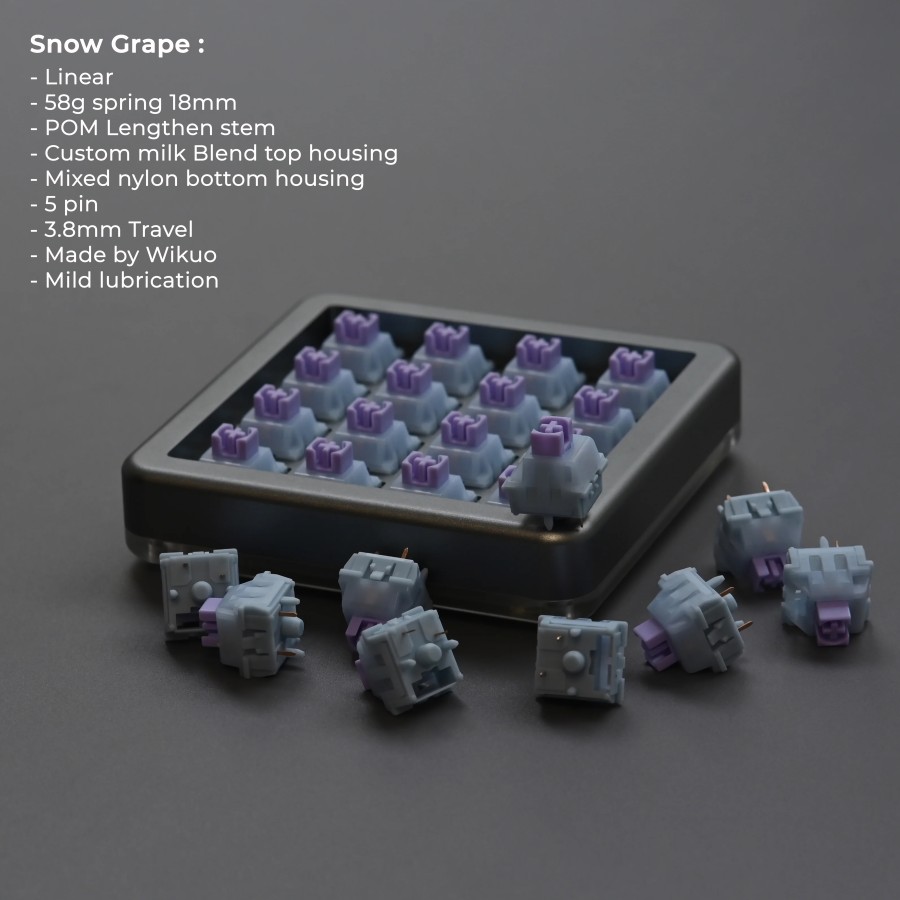 Snow Grape :
- Linear
- 58g spring 18mm
- POM Lengthen stem
- Custom milk Blend top housing
- Mixed nylon bottom housing
- 5 pin
- 3.8mm Travel
- Made by Wikuo
- Mild lubrication